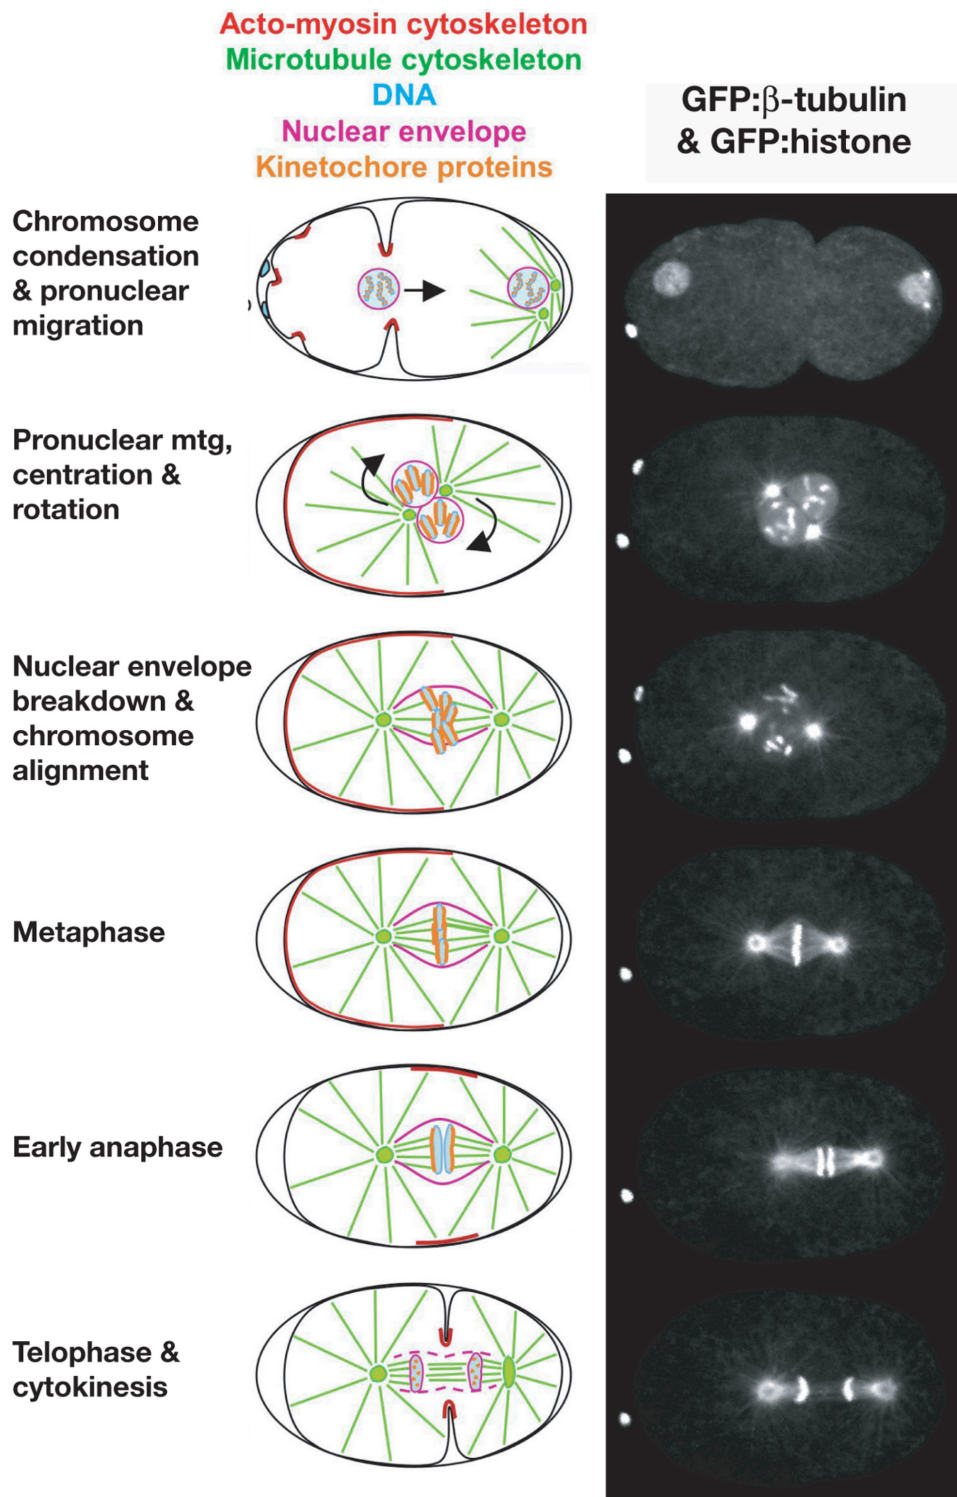 Acto-myosin cytoskeleton
Microtubule cytoskeleton
DNA
Nuclear envelope
Kinetochore proteins
GFP:β-tubulin
& GFP:histone
Chromosome
condensation
& pronuclear
migration
Pronuclear mtg,
centration &
rotation
Nuclear envelope
breakdown &
chromosome
alignment
Metaphase
Early anaphase
Telophase &
cytokinesis